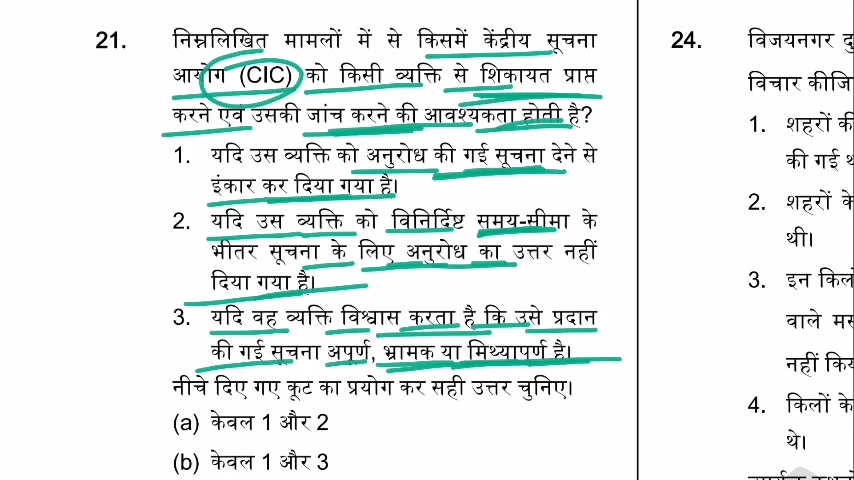 21. निम्नलिखित मामलों में से किसमें केंद्रीय सूचना
आयोग (CIC) को किसी व्यक्ति से शिकायत प्राप्त
करने एवं उसकी जांच करने की आवश्यकता होती है?
1. यदि उस व्यक्ति को अनुरोध की गई सूचना देने से
इंकार कर दिया गया है।
2. यदि उस व्यक्ति को विनिर्दिष्ट समय-सीमा के
भीतर सूचना के लिए अनुरोध का उत्तर नहीं
दिया गया है।
3. यदि वह व्यक्ति विश्वास करता है कि उसे प्रदान
की गई सूचना अपूर्ण, भ्रामक या मिथ्यापूर्ण है।
नीचे दिए गए कूट का प्रयोग कर सही उत्तर चुनिए।
(a) केवल 1 और 2
(b) केवल 1 और 3
24. विजयनगर
विचार
1. शहरों
की गई
2. शहरों के
थी।
3. इन
वाले
नहीं
4. किलों के
थे।